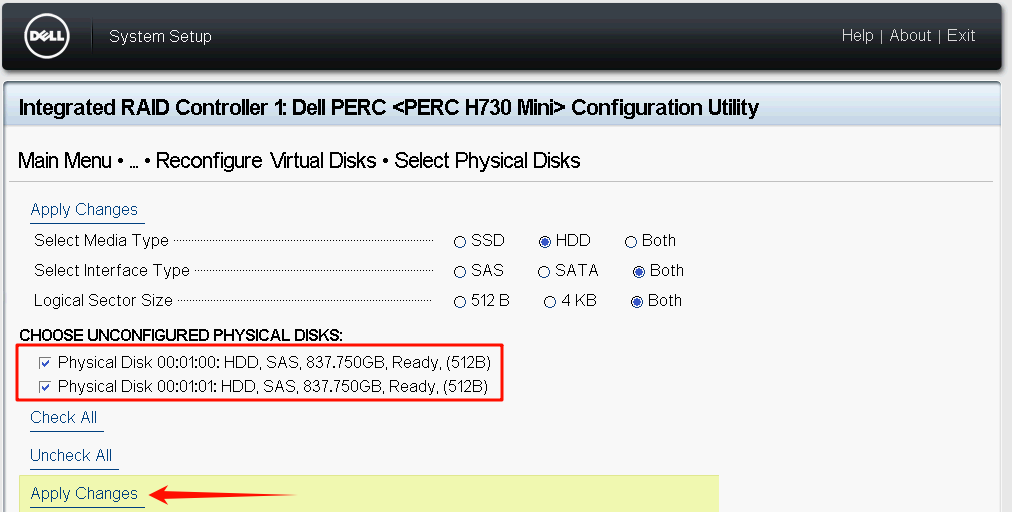 DELL System Setup Help | About | Exit
Integrated RAID Controller 1: Dell PERC <PERC H730 Mini> Configuration Utility
Main Menu • ... • Reconfigure Virtual Disks • Select Physical Disks
Apply Changes
Select Media Type SSD HDD Both
Select Interface Type SAS SATA Both
Logical Sector Size 512 B 4 KB Both
CHOOSE UNCONFIGURED PHYSICAL DISKS:
Physical Disk 00:01:00: HDD, SAS, 837.750GB, Ready, (512B)
Physical Disk 00:01:01: HDD, SAS, 837.750GB, Ready, (512B)
Check All
Uncheck All
Apply Changes